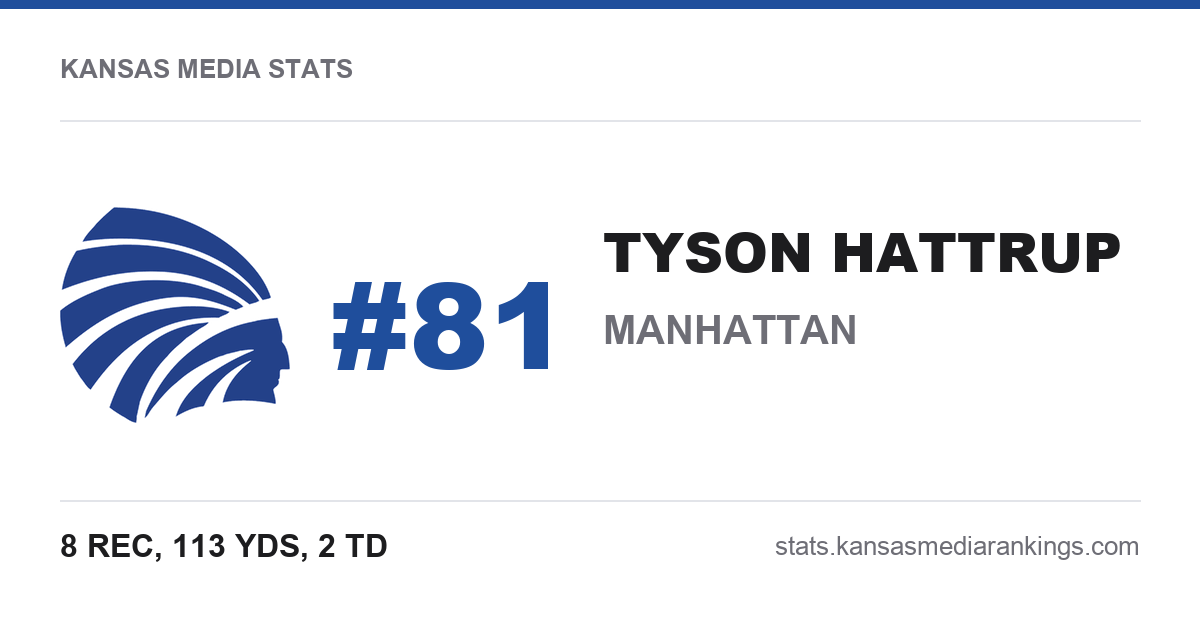 KANSAS MEDIA STATS
#81
TYSON HATTRUP
MANHATTAN
8 REC, 113 YDS, 2 TD
stats.kansasmediarankings.com